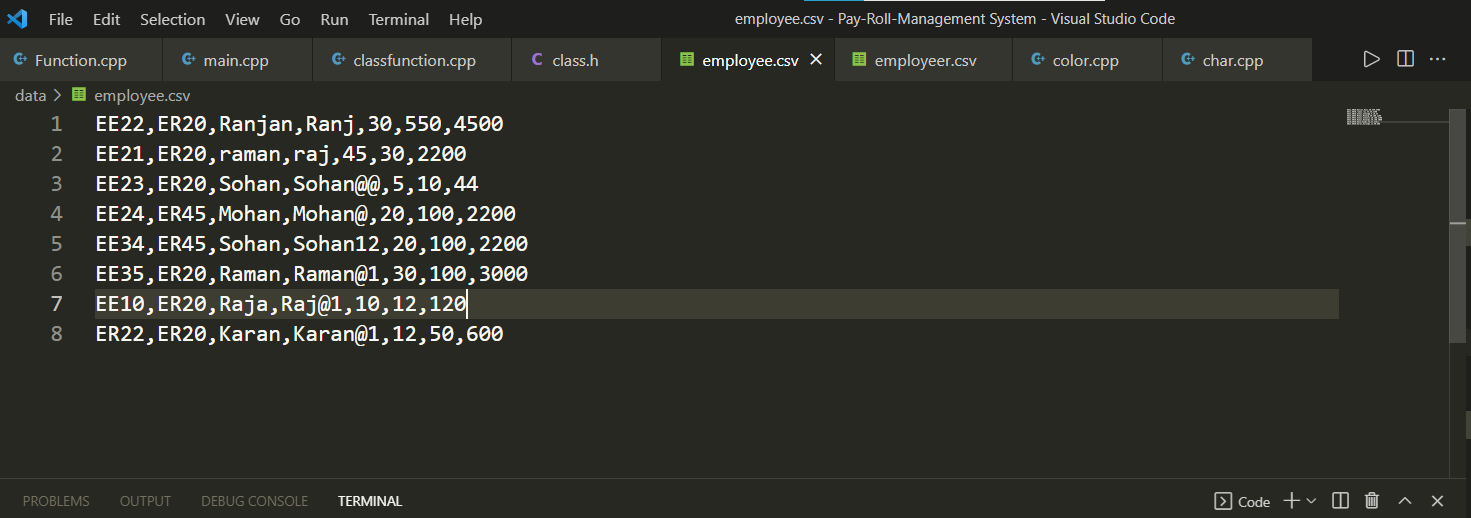 File Edit Selection View Go Run Terminal Help employee.csv - Pay-Roll-Management System - Visual Studio Code
Function.cpp main.cpp classfunction.cpp C class.h employee.csv employeer.csv color.cpp char.cpp
data > employee.csv
1 EE22,ER20,Ranjan,Ranj,30,550,4500
2 EE21,ER20,raman,raj,45,30,2200
3 EE23,ER20,Sohan,Sohan@@,5,10,44
4 EE24,ER45,Mohan,Mohan@,20,100,2200
5 EE34,ER45,Sohan,Sohan12,20,100,2200
6 EE35,ER20,Raman,Raman@1,30,100,3000
7 EE10,ER20,Raja,Raj@1,10,12,120
8 ER22,ER20,Karan,Karan@1,12,50,600
PROBLEMS OUTPUT DEBUG CONSOLE TERMINAL Code